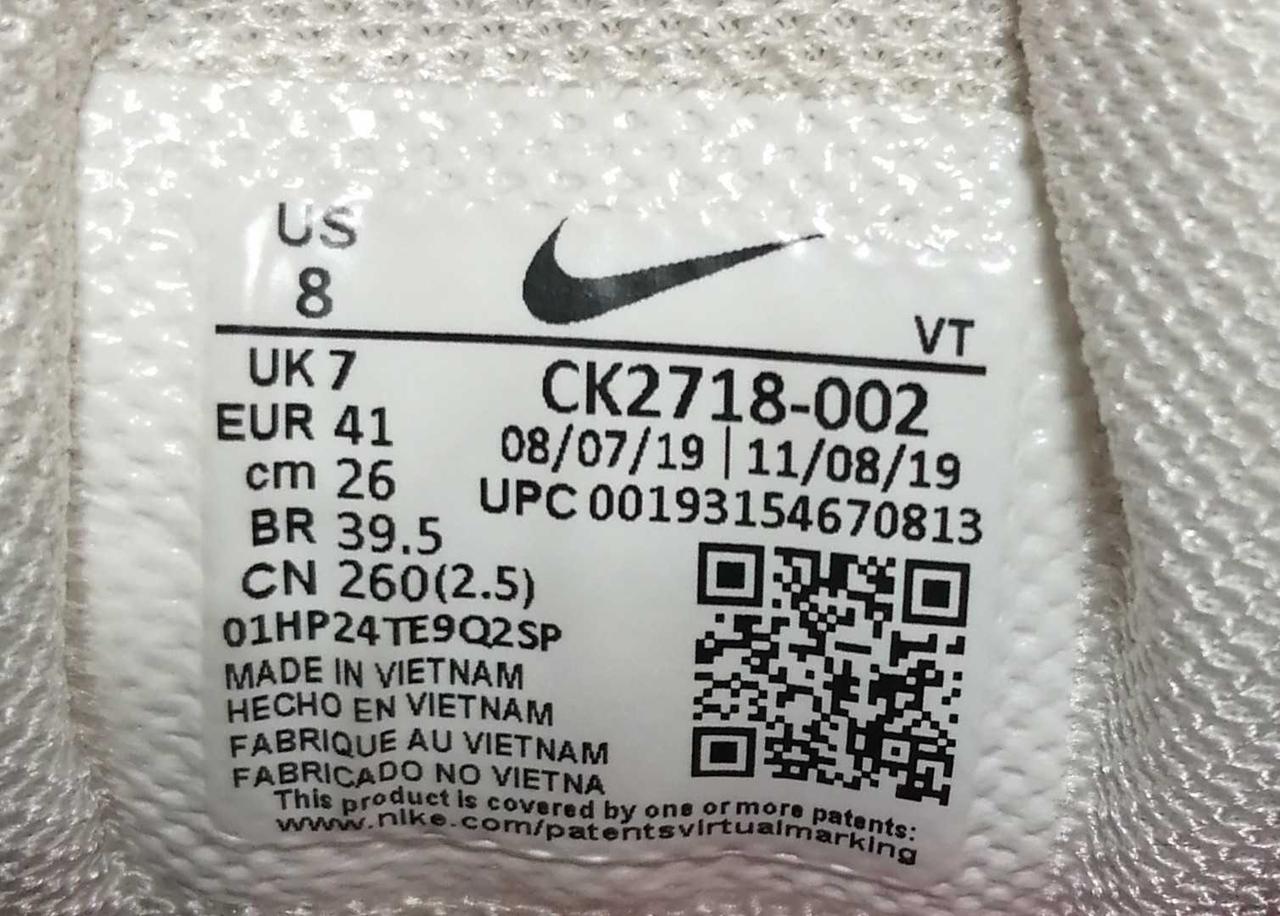 US
8
VT
UK 7
EUR 41
cm 26
BR 39.5
CN 260(2.5)
CK2718-002
08/07/19 | 11/08/19
UPC 00193154670813
01HP24TE9Q2SP
MADE IN VIETNAM
HECHO EN VIETNAM
FABRIQUE AU VIETNAM
FABRICADO NO VIETNA
This product is covered by one or more patents:
www.nike.com/patentsvirtualmarking